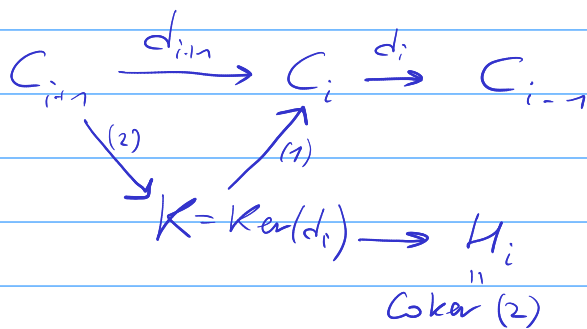 C_{i+1} d_{i+1} → C_i d_i → C_{i-1}
(2) (1)
K = Ker(d_i) → H_i
=
Coker (2)